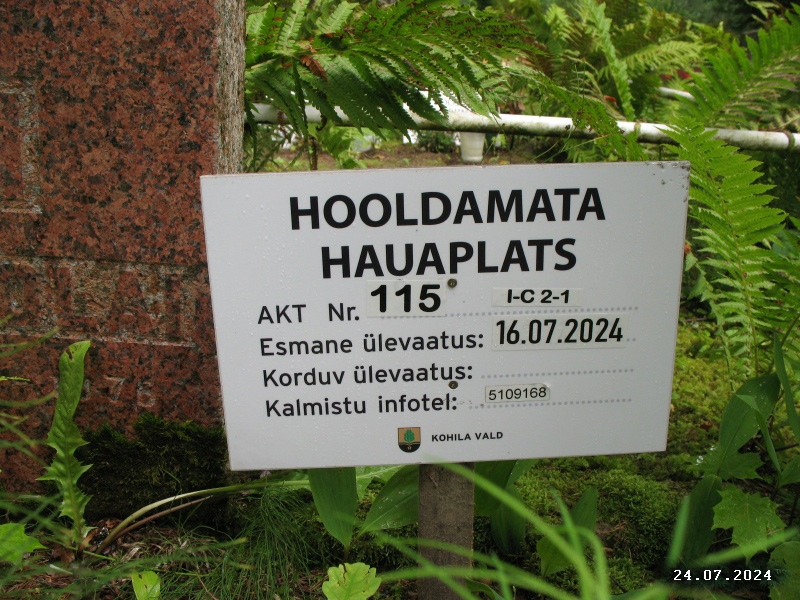 HOOLDAMATA
HAUAPLATS
AKT Nr. 115 I-C 2-1
Esmane ülevaatus: 16.07.2024
Korduv ülevaatus:
Kalmistu infotel: 5109168
KOHILA VALD
24.07.2024